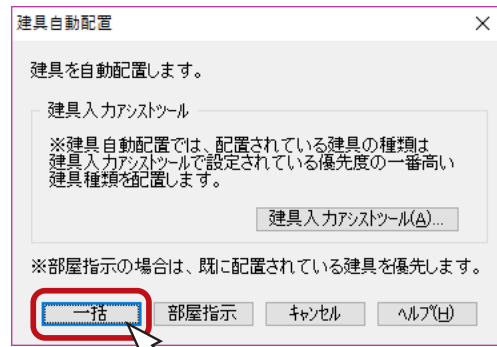 建具自動配置
建具を自動配置します。
建具入力アシストツール
※建具自動配置では、配置されている建具の種類は
建具入力アシストツールで設定されている優先度の一番高い
建具種類を配置します。
建具入力アシストツール(A)...
※部屋指示の場合は、既に配置されている建具を優先します。
一括 部屋指示 キャンセル ヘルプ(H)